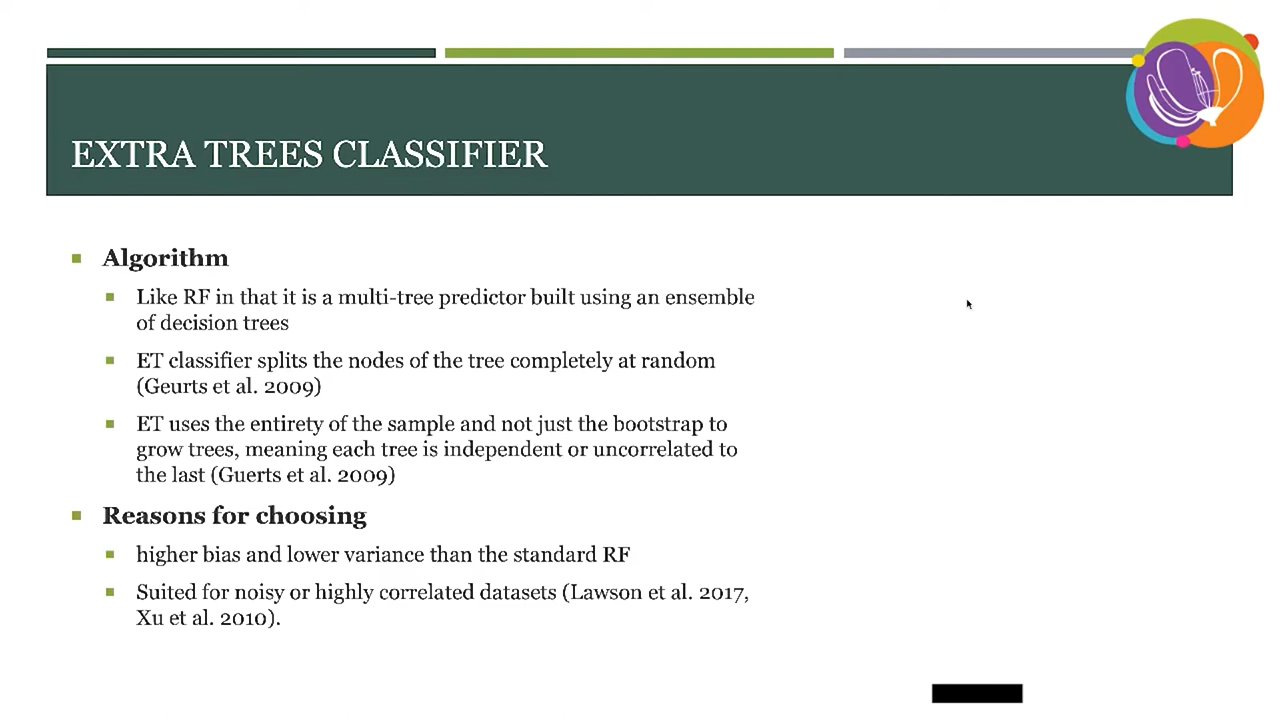 EXTRA TREES CLASSIFIER
Algorithm
Like RF in that it is a multi-tree predictor built using an ensemble
of decision trees
ET classifier splits the nodes of the tree completely at random
(Geurts et al. 2009)
ET uses the entirety of the sample and not just the bootstrap to
grow trees, meaning each tree is independent or uncorrelated to
the last (Guerts et al. 2009)
Reasons for choosing
higher bias and lower variance than the standard RF
Suited for noisy or highly correlated datasets (Lawson et al. 2017,
Xu et al. 2010).